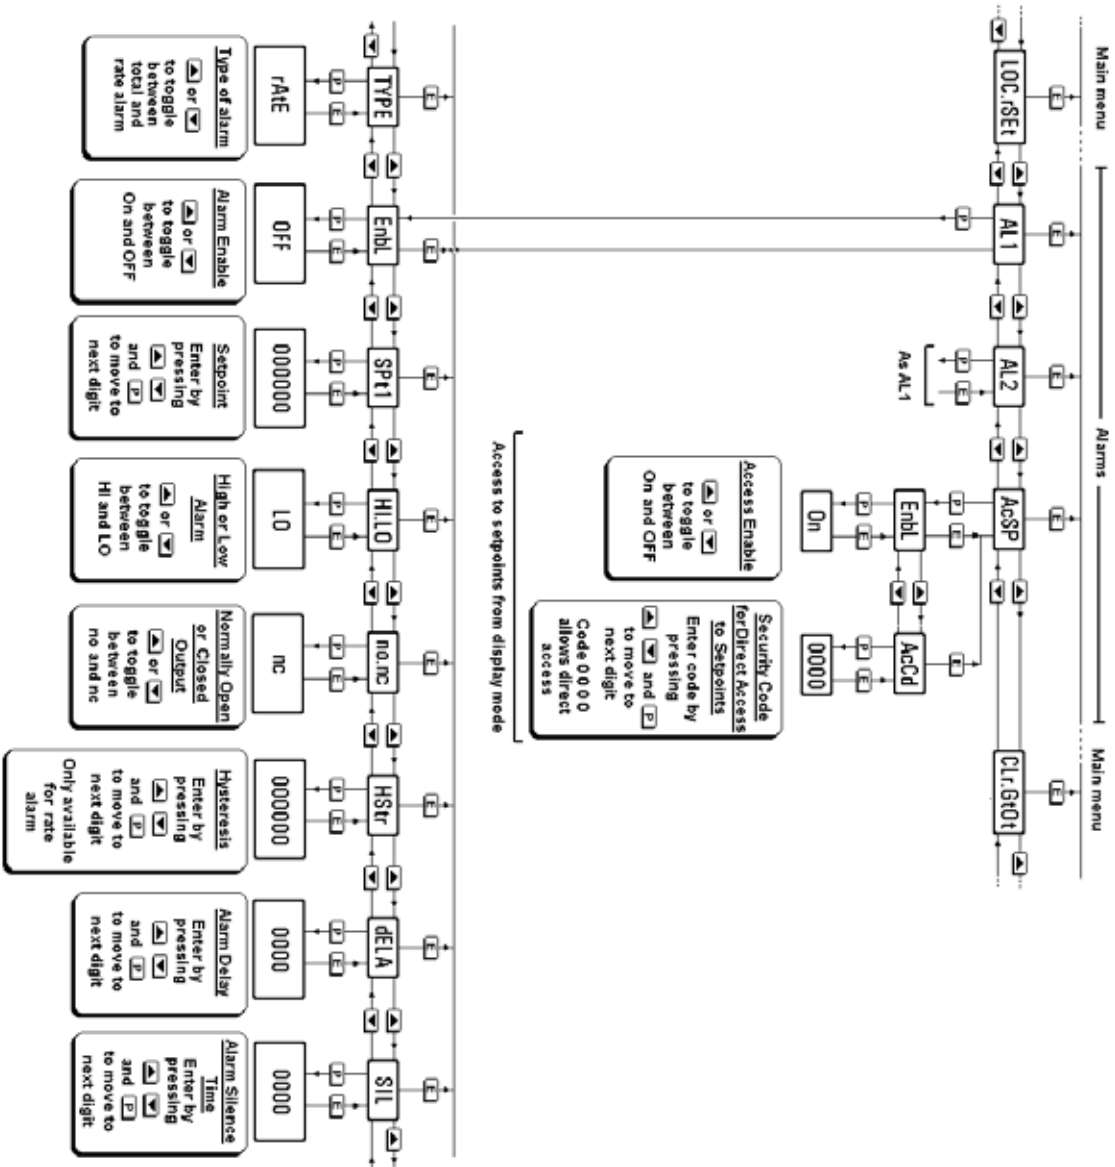 Main menu
Alarms
Main menu
E
E
E
E
E
LOC.rSEt
AL1
AL2
AcSP
CLr.GtOt
P
P
E
P
E
E
As AL1
EnbL
AcCd
P
E
P
E
On
0000
Access Enable
▲ or ▼
to toggle
between
On and OFF
Security Code
for Direct Access
to Setpoints
Enter code by
pressing
▲ ▼ and P
to move to
next digit
Code 0000
allows direct
access
Access to setpoints from display mode
E
E
E
E
E
E
E
E
TYPE
EnbL
SPt1
HI.LO
no.nc
HStr
dELA
SIL
P
E
P
E
P
E
P
E
P
E
P
E
P
E
P
E
rAtE
OFF
000000
LO
nc
000000
0000
0000
Type of alarm
▲ or ▼
to toggle
between
total and
rate alarm
Alarm Enable
▲ or ▼
to toggle
between
On and OFF
Setpoint
Enter by
pressing
▲ ▼
and P
to move to
next digit
High or Low
Alarm
▲ or ▼
to toggle
between
HI and LO
Normally Open
or Closed
Output
▲ or ▼
to toggle
between
no and nc
Hysteresis
Enter by
pressing
▲ ▼
and P
to move to
next digit
Only available
for rate
alarm
Alarm Delay
Enter by
pressing
▲ ▼
and P
to move to
next digit
Alarm Silence
Time
Enter by
pressing
▲ ▼
and P
to move to
next digit